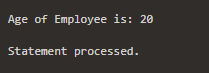 Age of Employee is: 20
Statement processed.